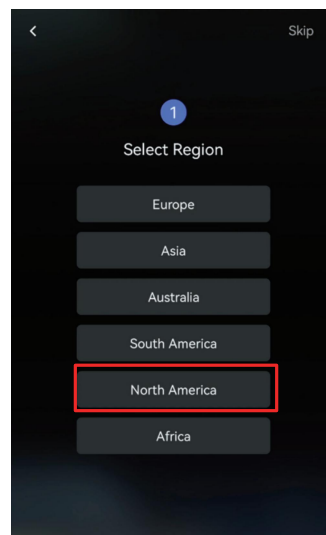 Skip
1
Select Region
Europe
Asia
Australia
South America
North America
Africa